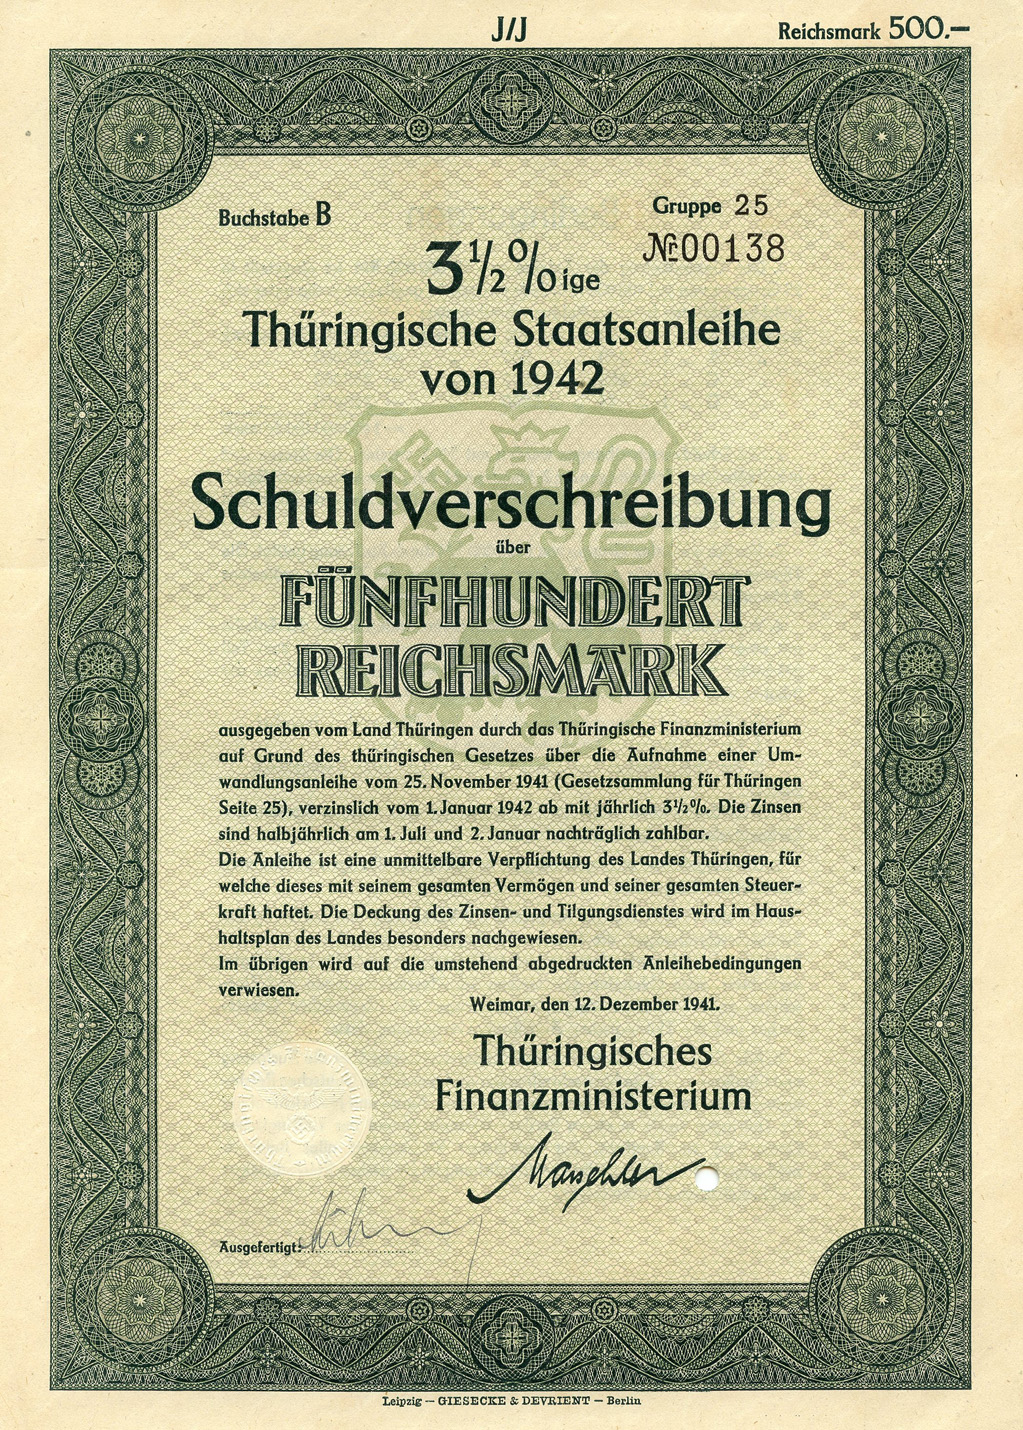 J/J
Reichsmark 500.—
Buchstabe B
Gruppe 25
№ 00138
3½%ige
Thüringische Staatsanleihe
von 1942
Schuldverschreibung
über
FÜNFHUNDERT
REICHSMARK
ausgegeben vom Land Thüringen durch das Thüringische Finanzministerium
auf Grund des thüringischen Gesetzes über die Aufnahme einer Um-
wandlungsanleihe vom 25. November 1941 (Gesetzsammlung für Thüringen
Seite 25), verzinslich vom 1. Januar 1942 ab mit jährlich 3½%. Die Zinsen
sind halbjährlich am 1. Juli und 2. Januar nachträglich zahlbar.
Die Anleihe ist eine unmittelbare Verpflichtung des Landes Thüringen, für
welche dieses mit seinem gesamten Vermögen und seiner gesamten Steuer-
kraft haftet. Die Deckung des Zinsen- und Tilgungsdienstes wird im Haus-
haltsplan des Landes besonders nachgewiesen.
Im übrigen wird auf die umstehend abgedruckten Anleihebedingungen
verwiesen.
Weimar, den 12. Dezember 1941.
Thüringisches
Finanzministerium
Ausgefertigt:
Leipzig — GIESECKE & DEVRIENT — Berlin